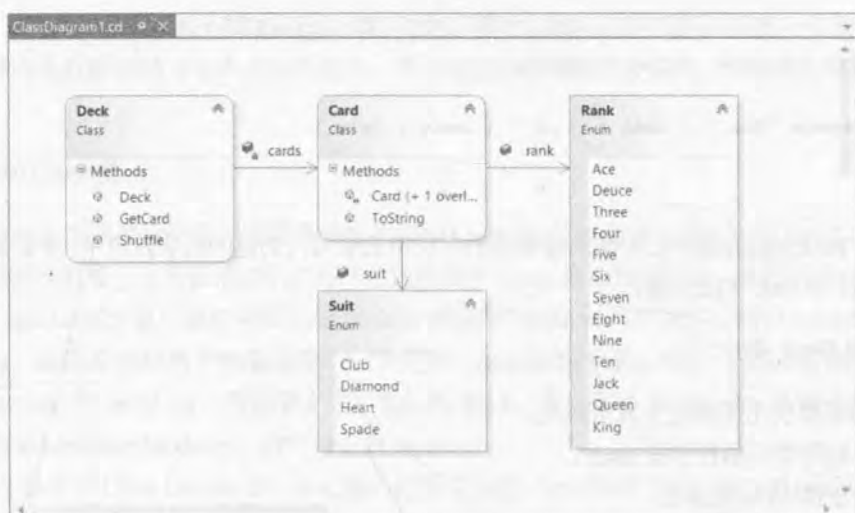 ClassDiagram1.cd
Deck
Class
Methods
Deck
GetCard
Shuffle
cards
Card
Class
Methods
Card (+ 1 overl...
ToString
rank
Rank
Enum
Ace
Deuce
Three
Four
Five
Six
Seven
Eight
Nine
Ten
Jack
Queen
King
suit
Suit
Enum
Club
Diamond
Heart
Spade